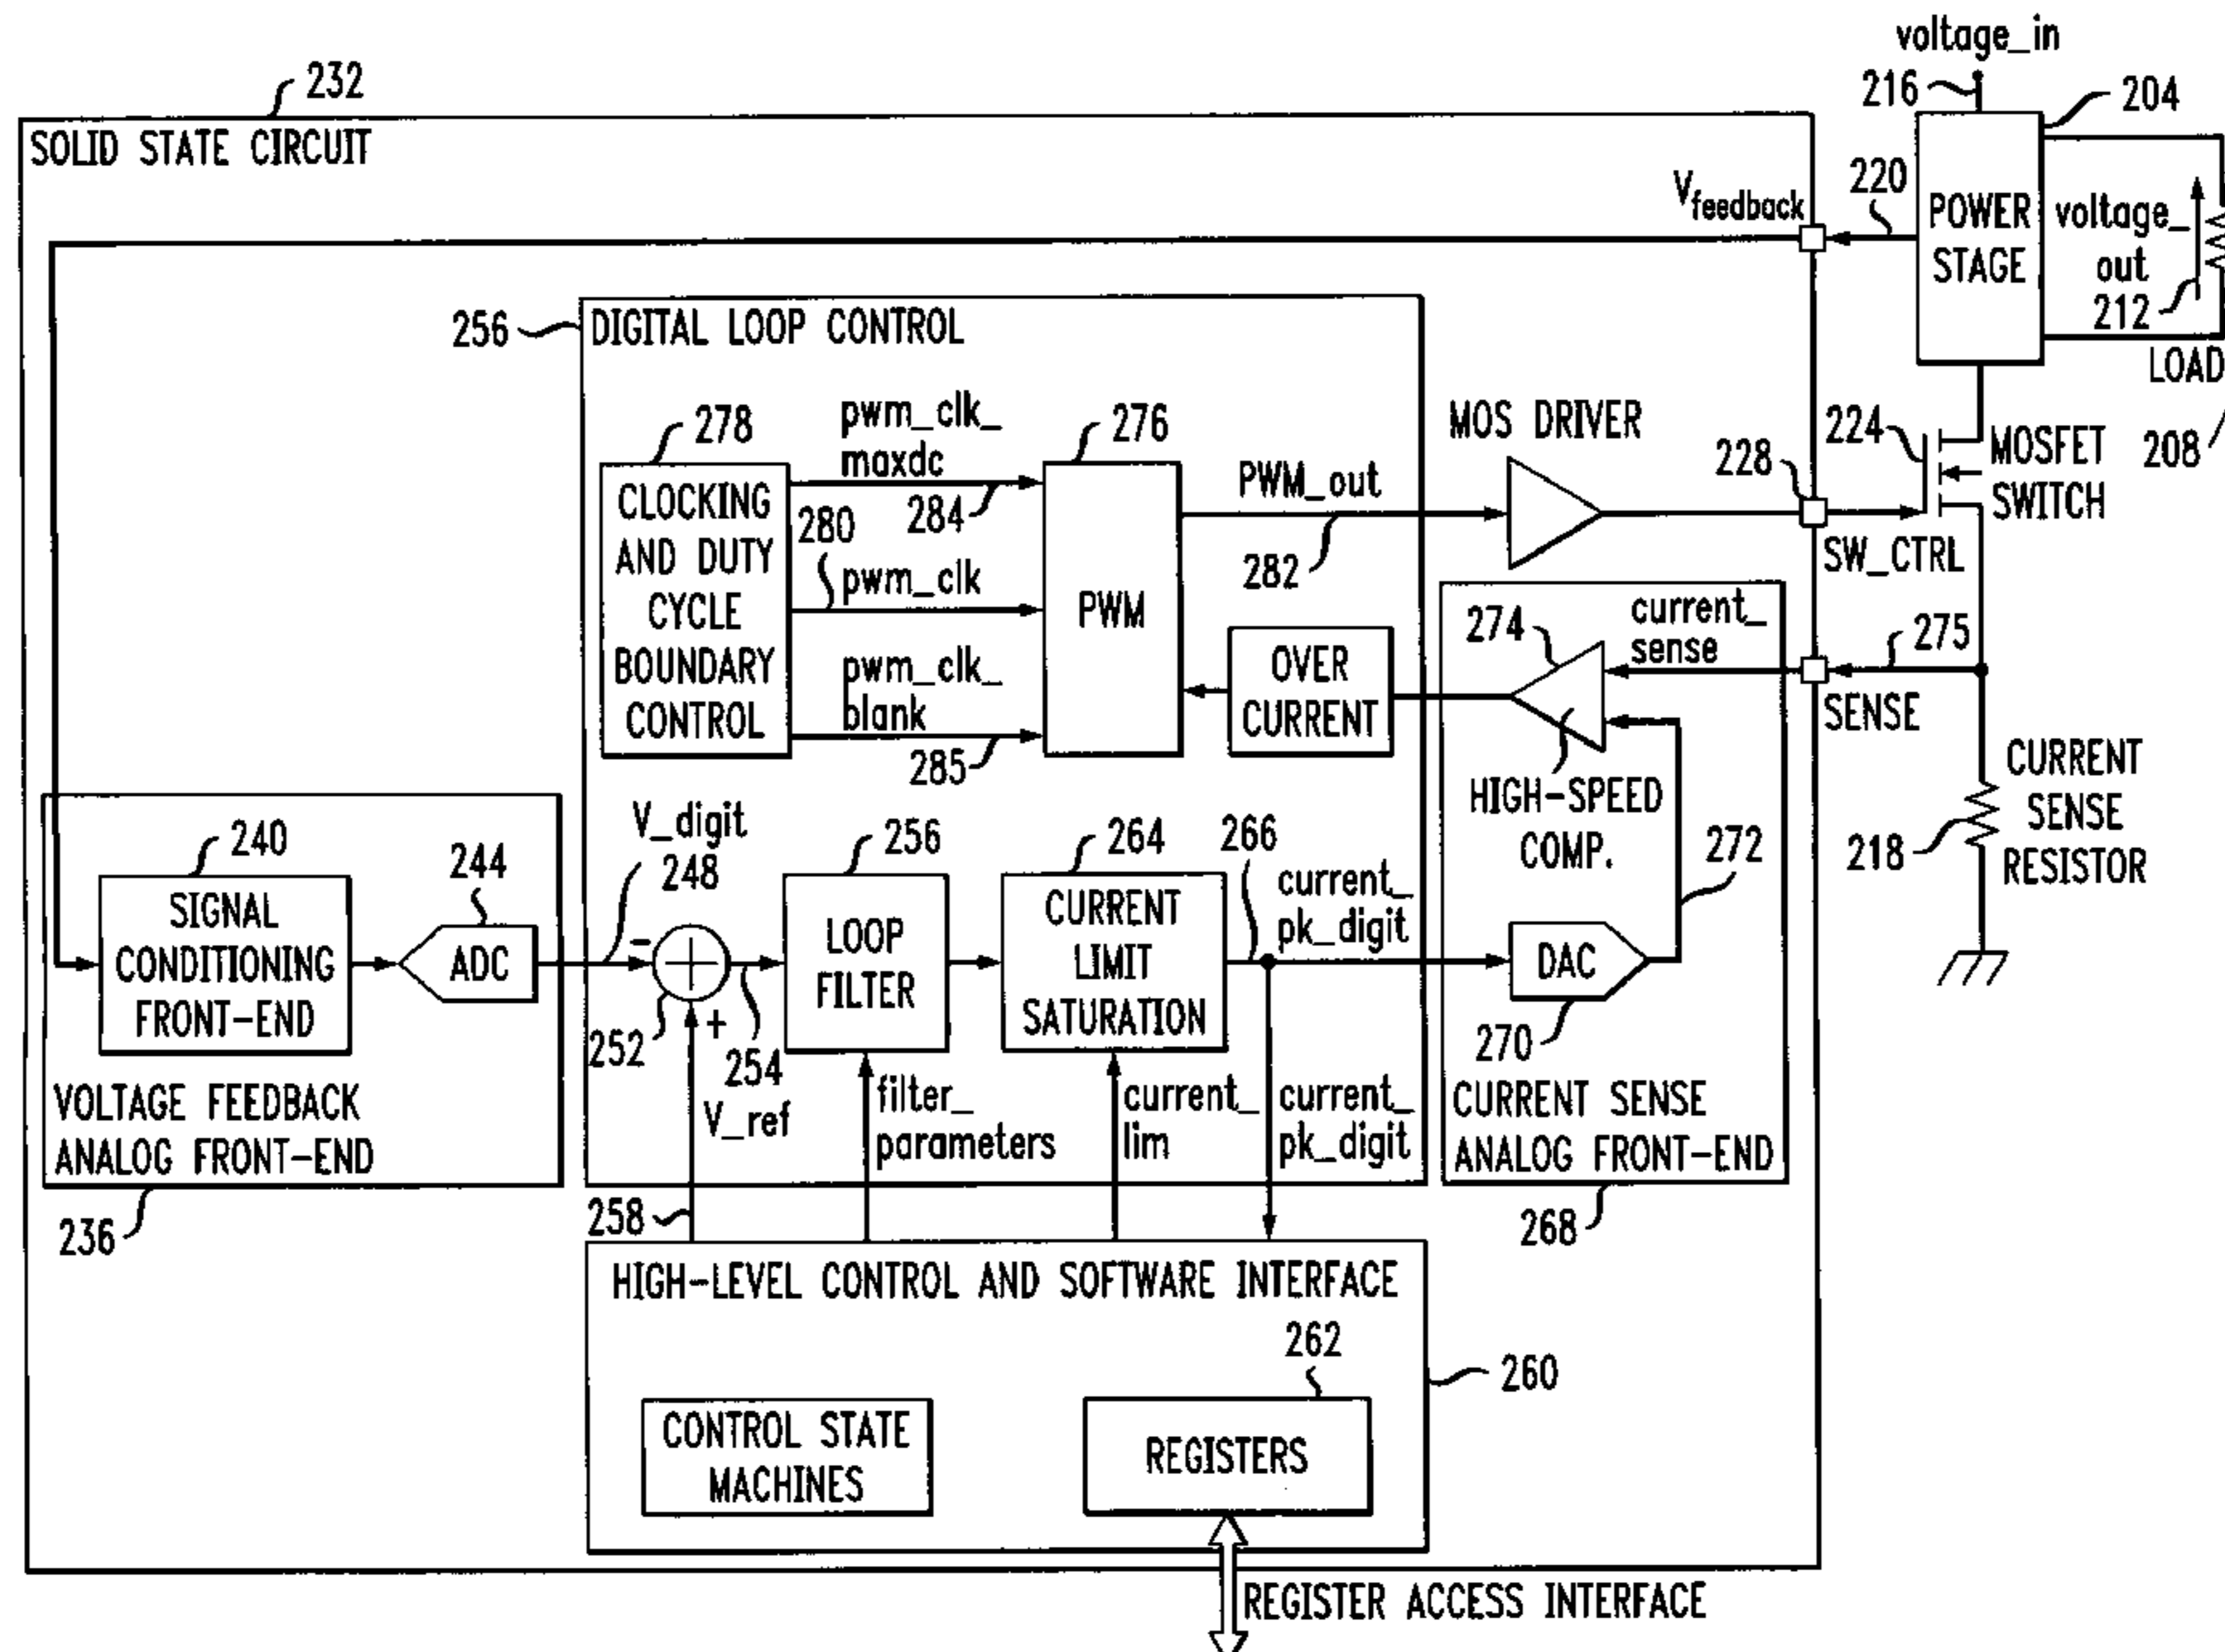 voltage_in
216
204
232
SOLID STATE CIRCUIT
Vfeedback
220
POWER
STAGE
voltage_
out
212
LOAD
208
256
DIGITAL LOOP CONTROL
278
CLOCKING
AND DUTY
CYCLE
BOUNDARY
CONTROL
pwm_clk_
maxdc
284
280
pwm_clk
pwm_clk_
blank
285
276
PWM
PWM_out
282
MOS DRIVER
228
SW_CTRL
224
MOSFET
SWITCH
OVER
CURRENT
274
current_
sense
HIGH-SPEED
COMP.
275
SENSE
CURRENT
SENSE
RESISTOR
218
272
240
SIGNAL
CONDITIONING
FRONT-END
244
ADC
VOLTAGE FEEDBACK
ANALOG FRONT-END
236
V_digit
248
-
+
252
254
V_ref
256
LOOP
FILTER
filter_
parameters
264
CURRENT
LIMIT
SATURATION
current_
lim
266
current_
pk_digit
current_
pk_digit
DAC
270
CURRENT SENSE
ANALOG FRONT-END
268
258
HIGH-LEVEL CONTROL AND SOFTWARE INTERFACE
260
CONTROL STATE
MACHINES
262
REGISTERS
REGISTER ACCESS INTERFACE